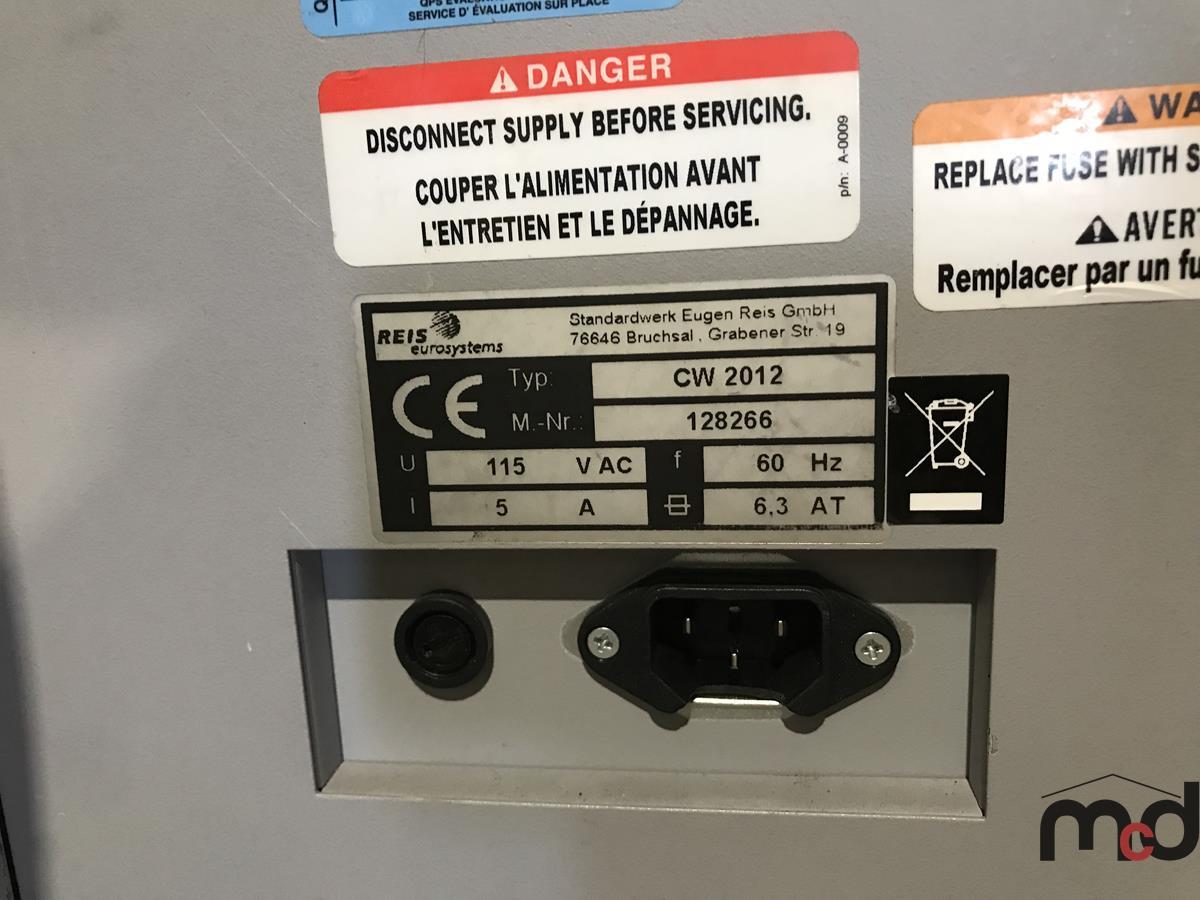 SERVICE D' ÉVALUATION SUR PLACE
DANGER
DISCONNECT SUPPLY BEFORE SERVICING.
COUPER L'ALIMENTATION AVANT
L'ENTRETIEN ET LE DÉPANNAGE.
p/n: A-0009
REPLACE FUSE WITH
Remplacer par un
REIS
eurosystems
Standardwerk Eugen Reis GmbH
76646 Bruchsal , Grabener Str. 19
CE
Typ: CW 2012
M.-Nr.: 128266
U 115 V AC f 60 Hz
I 5 A 6,3 AT
mcd